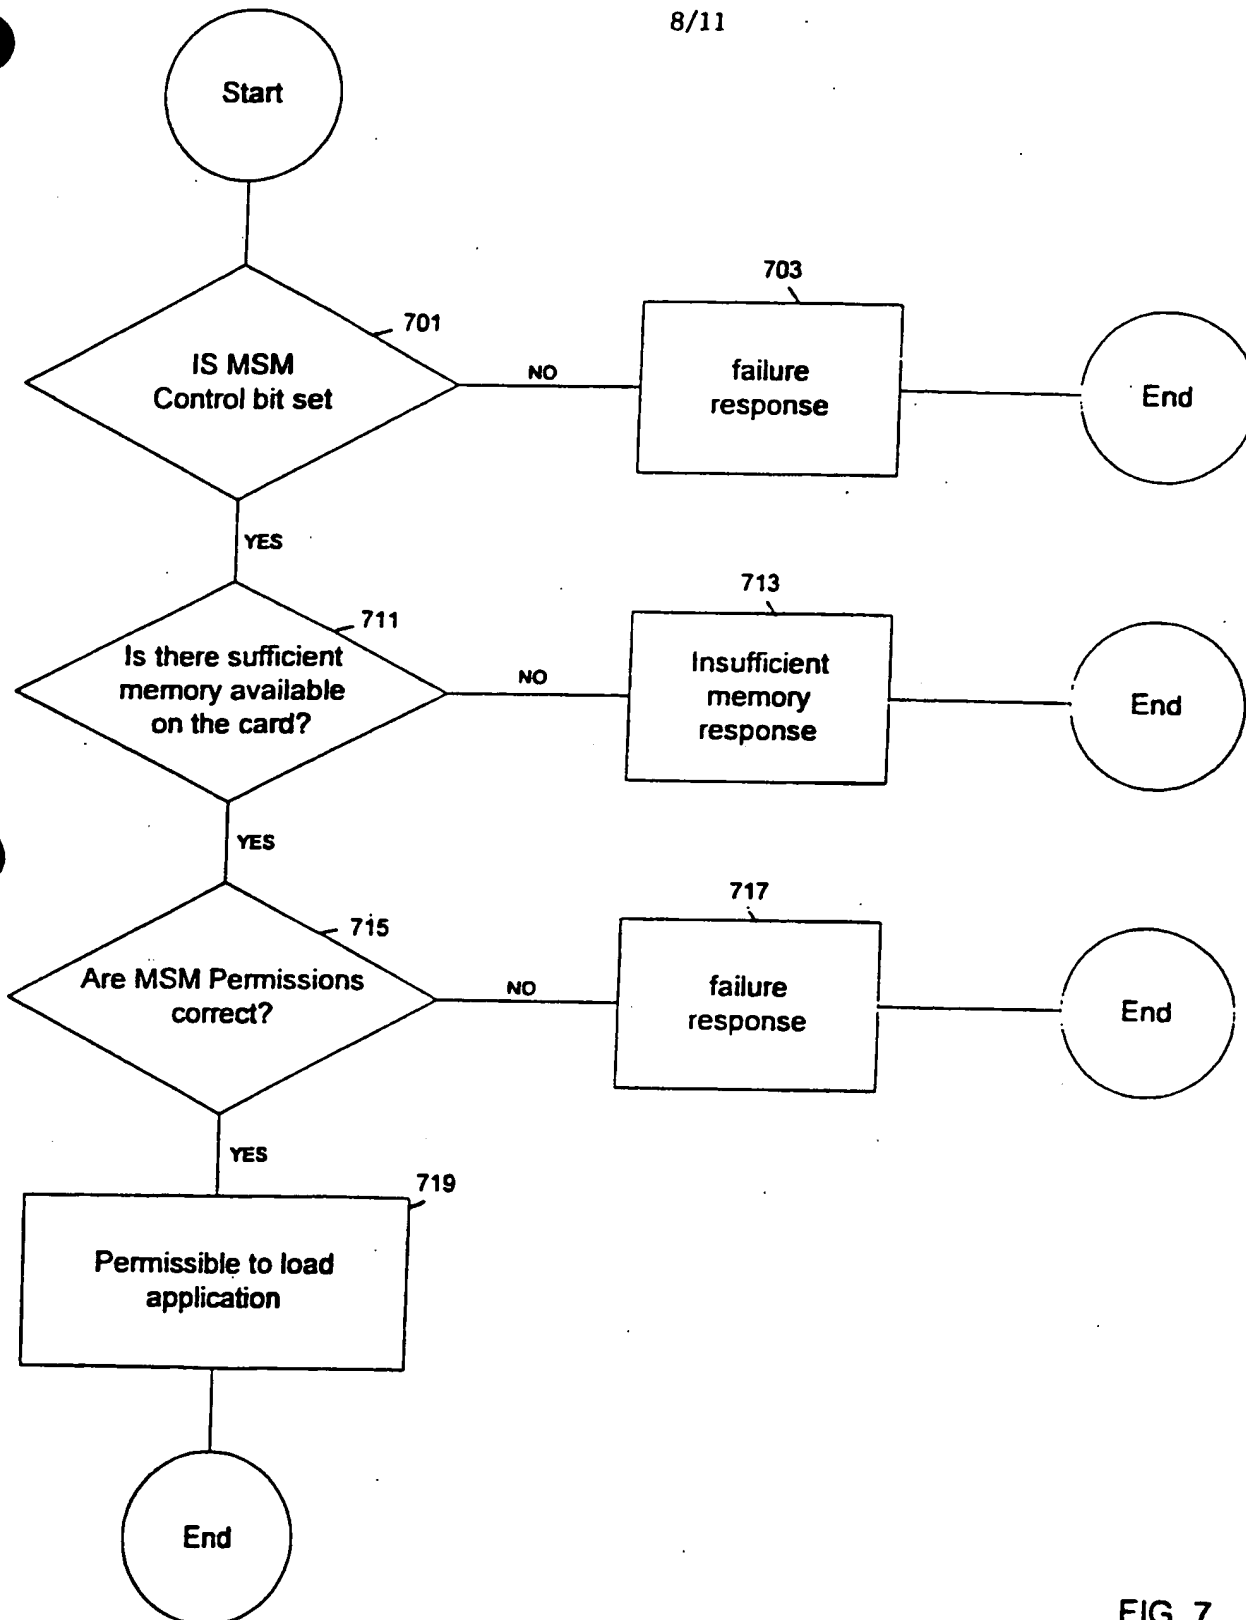 8/11
Start
701
IS MSM
Control bit set
NO
703
failure
response
End
YES
711
Is there sufficient
memory available
on the card?
NO
713
Insufficient
memory
response
End
YES
715
Are MSM Permissions
correct?
NO
717
failure
response
End
YES
719
Permissible to load
application
End
FIG. 7